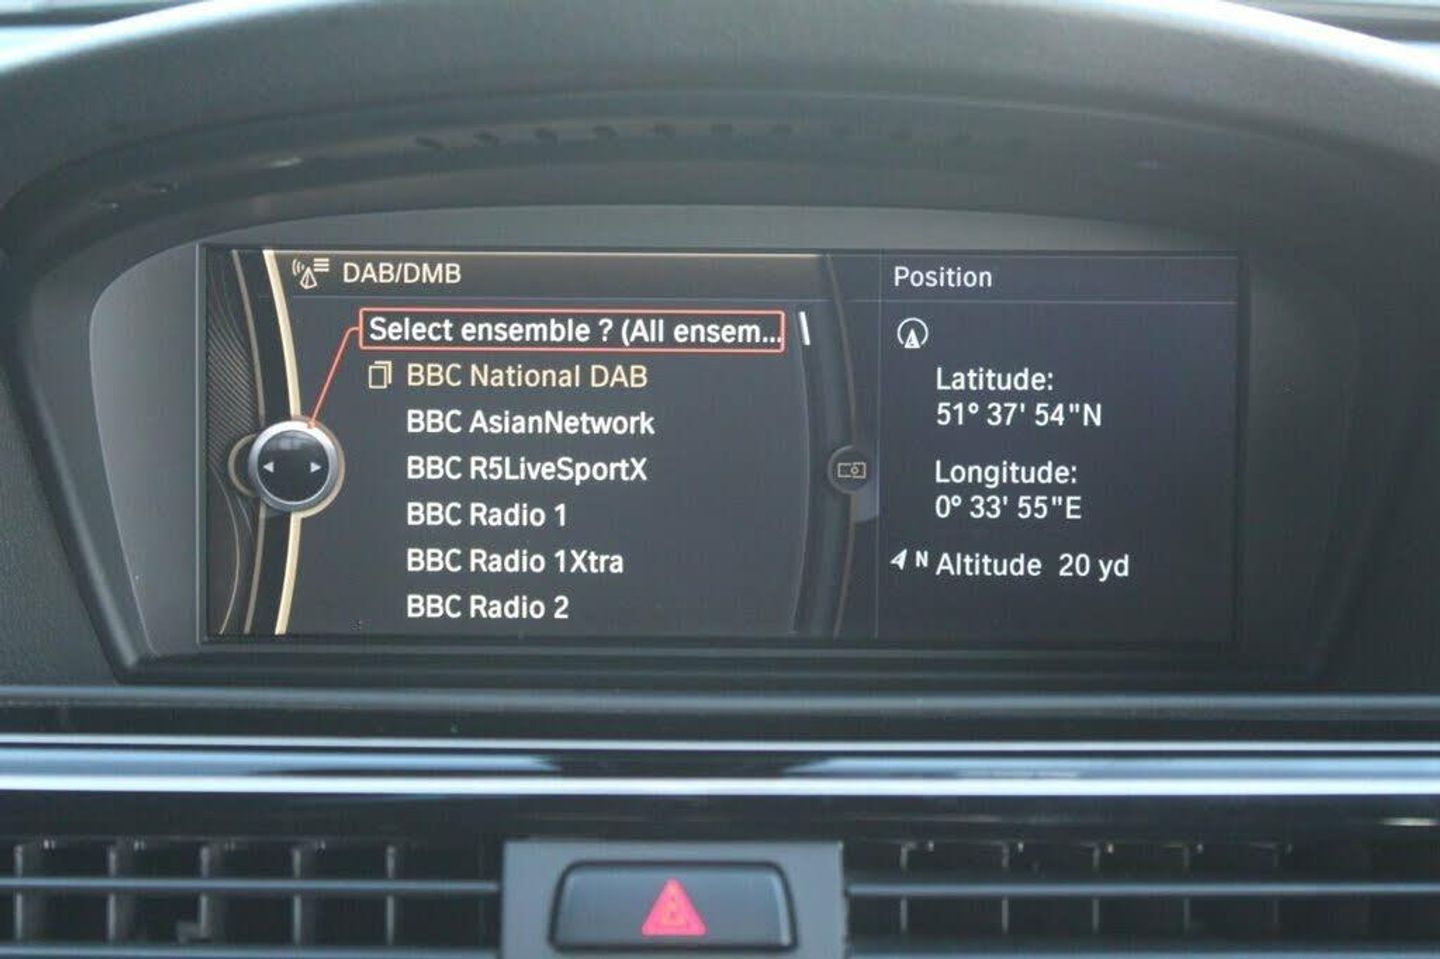 DAB/DMB
Select ensemble ? (All ensem...
BBC National DAB
BBC AsianNetwork
BBC R5LiveSportX
BBC Radio 1
BBC Radio 1Xtra
BBC Radio 2
Position
Latitude:
51° 37' 54"N
Longitude:
0° 33' 55"E
N Altitude 20 yd